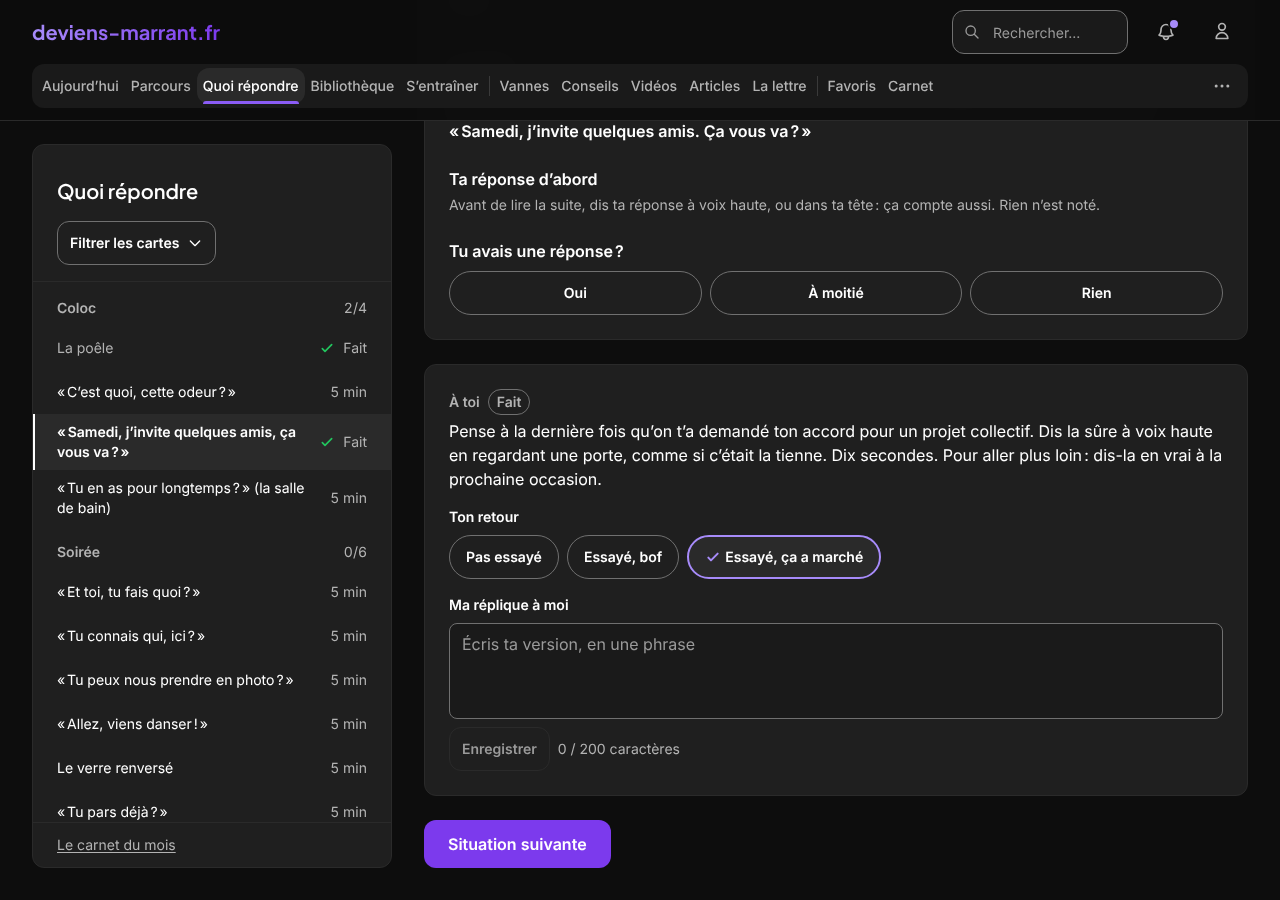 deviens-marrant.fr
Rechercher...
Aujourd’hui Parcours Quoi répondre Bibliothèque S’entraîner Vannes Conseils Vidéos Articles La lettre Favoris Carnet
Quoi répondre
Filtrer les cartes
Coloc 2/4
La poêle Fait
« C’est quoi, cette odeur ? » 5 min
« Samedi, j’invite quelques amis, ça
vous va ? » Fait
« Tu en as pour longtemps ? » (la salle
de bain) 5 min
Soirée 0/6
« Et toi, tu fais quoi ? » 5 min
« Tu connais qui, ici ? » 5 min
« Tu peux nous prendre en photo ? » 5 min
« Allez, viens danser ! » 5 min
Le verre renversé 5 min
« Tu pars déjà ? » 5 min
Le carnet du mois
« Samedi, j’invite quelques amis. Ça vous va ? »
Ta réponse d’abord
Avant de lire la suite, dis ta réponse à voix haute, ou dans ta tête : ça compte aussi. Rien n’est noté.
Tu avais une réponse ?
Oui À moitié Rien
À toi Fait
Pense à la dernière fois qu’on t’a demandé ton accord pour un projet collectif. Dis la sûre à voix haute
en regardant une porte, comme si c’était la tienne. Dix secondes. Pour aller plus loin : dis-la en vrai à la
prochaine occasion.
Ton retour
Pas essayé Essayé, bof Essayé, ça a marché
Ma réplique à moi
Écris ta version, en une phrase
Enregistrer 0 / 200 caractères
Situation suivante